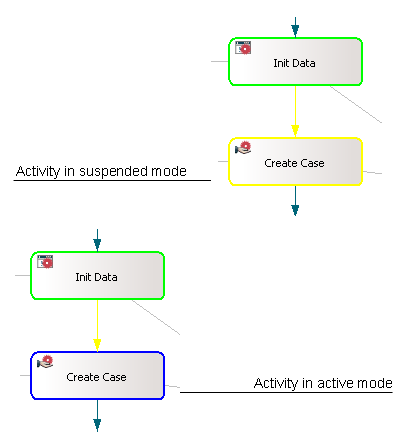 Init Data
Create Case
Activity in suspended mode
Init Data
Create Case
Activity in active mode